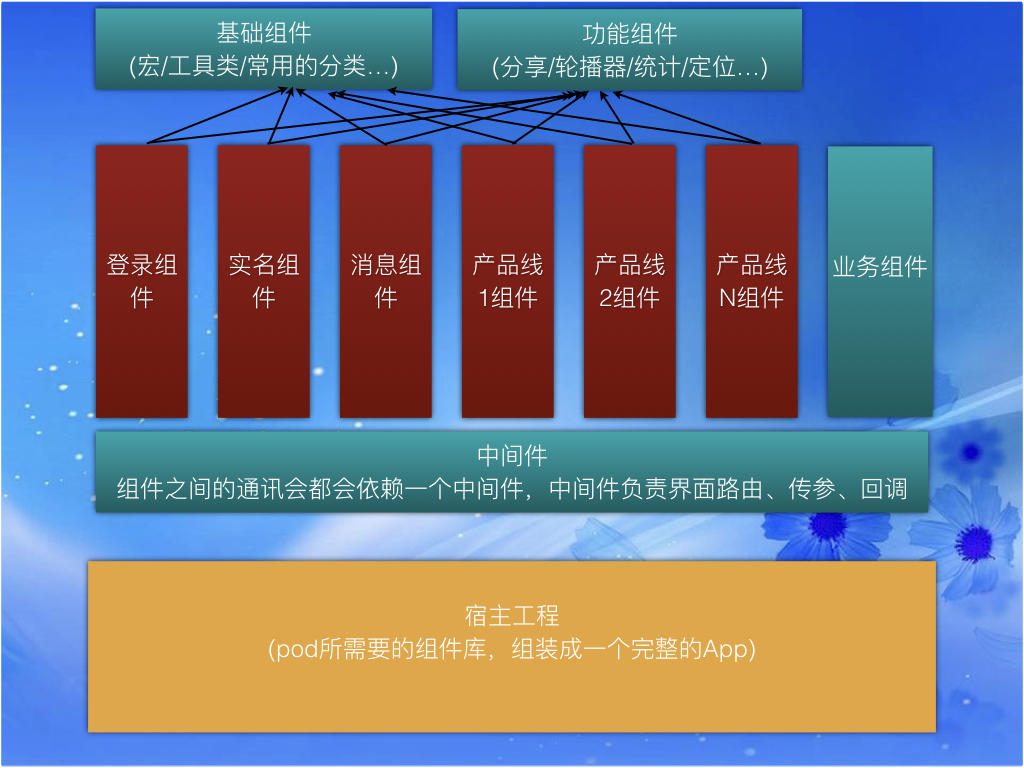 基础组件
(宏/工具类/常用的分类...)
功能组件
(分享/轮播器/统计/定位...)
登录组
件
实名组
件
消息组
件
产品线
1组件
产品线
2组件
产品线
N组件
业务组件
中间件
组件之间的通讯会都会依赖一个中间件，中间件负责界面路由、传参、回调
宿主工程
(pod所需要的组件库，组装成一个完整的App)